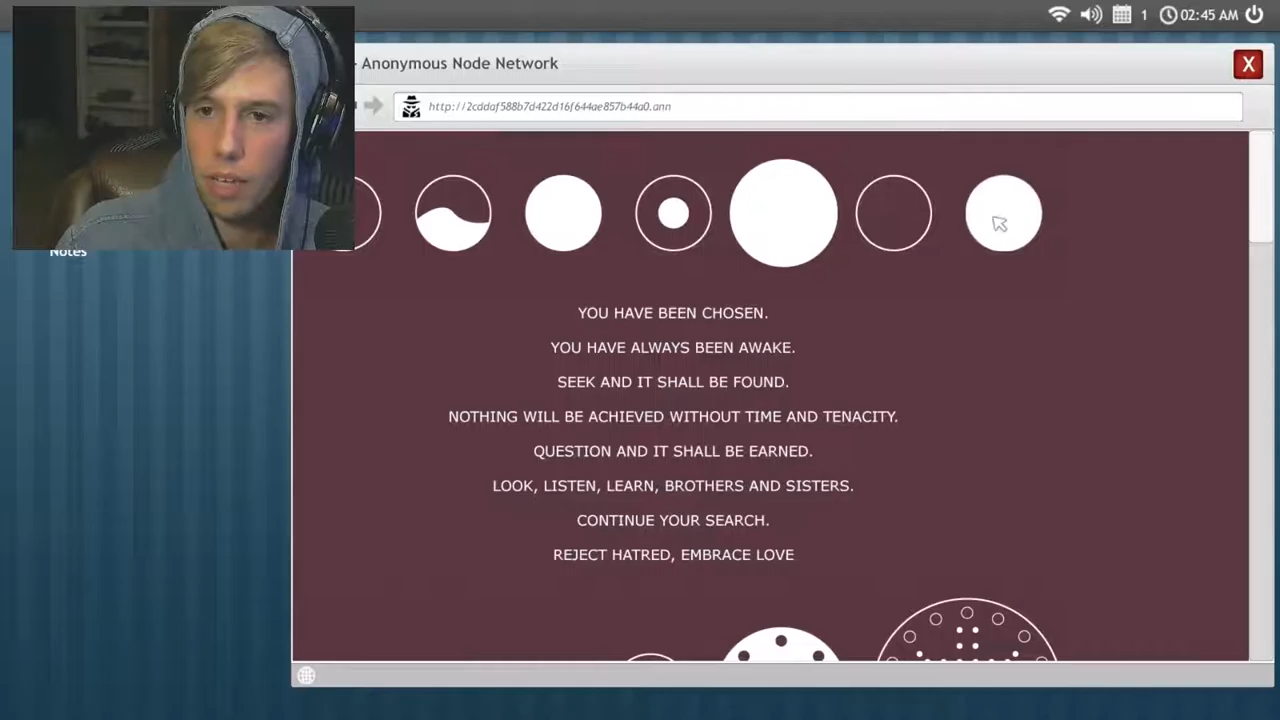 1 02:45 AM
- Anonymous Node Network
X
http://2cddaf588b7d422d16f644ae857b44a0.ann
Notes
YOU HAVE BEEN CHOSEN.
YOU HAVE ALWAYS BEEN AWAKE.
SEEK AND IT SHALL BE FOUND.
NOTHING WILL BE ACHIEVED WITHOUT TIME AND TENACITY.
QUESTION AND IT SHALL BE EARNED.
LOOK, LISTEN, LEARN, BROTHERS AND SISTERS.
CONTINUE YOUR SEARCH.
REJECT HATRED, EMBRACE LOVE